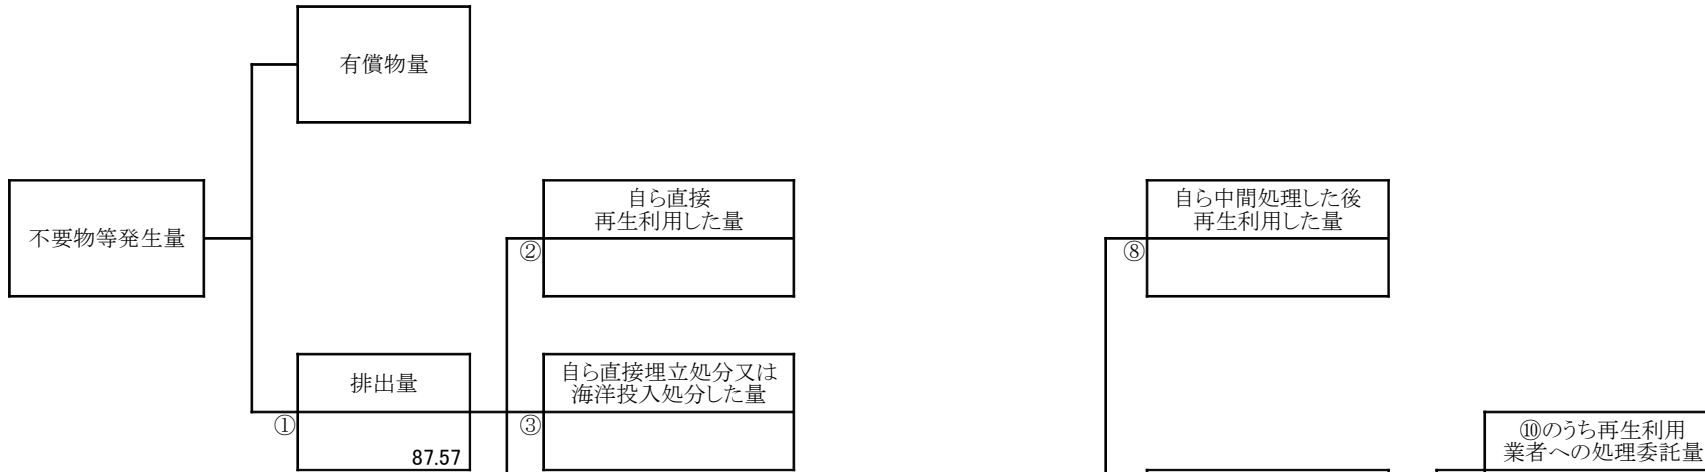 有償物量
自ら直接
再生利用した量
自ら中間処理した後
再生利用した量
不要物等発生量
②
⑧
排出量
自ら直接埋立処分又は
海洋投入処分した量
①
③
⑩のうち再生利用
業者への処理委託量
87.57